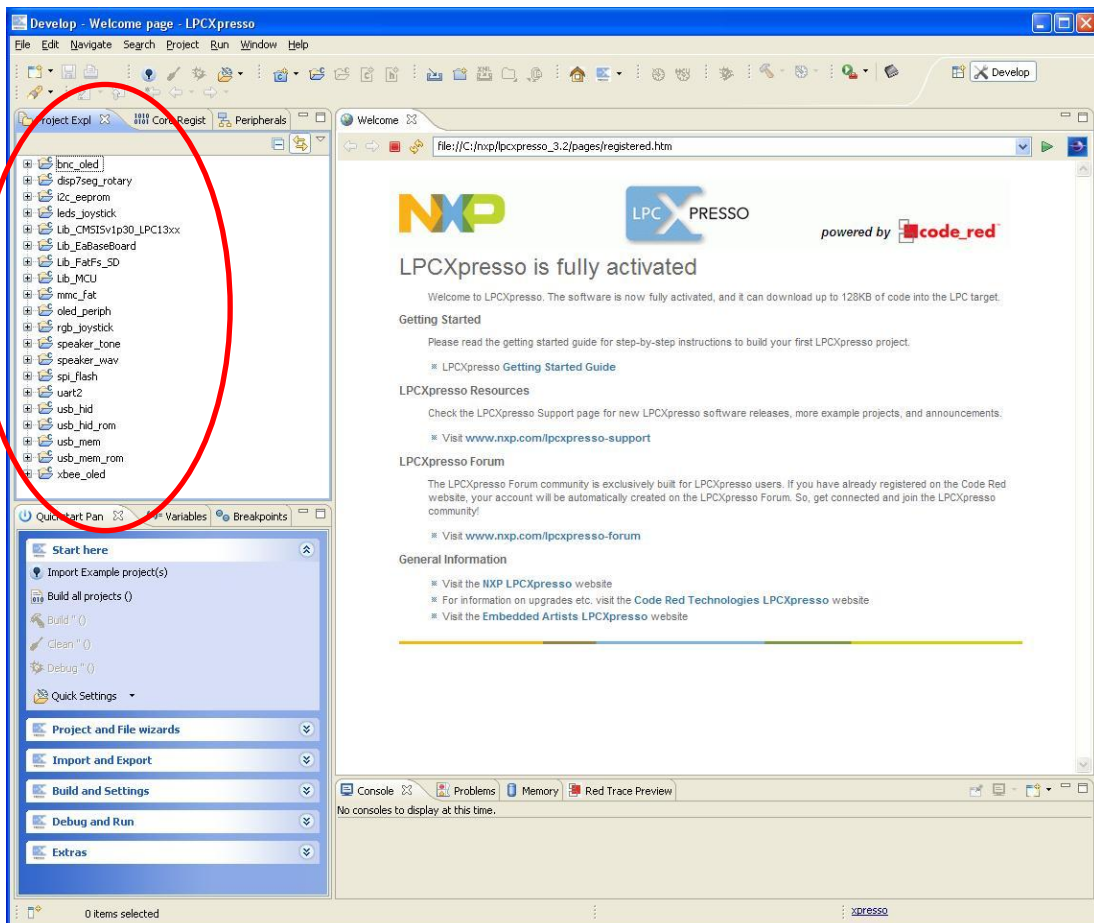 Develop - Welcome page - LPCXpresso
File Edit Navigate Search Project Run Window Help
Develop
Project Expl Core Regist Peripherals
bnc_oled
disp7seg_rotary
i2c_eeprom
leds_joystick
Lib_CMSISv1p30_LPC13xx
Lib_EaBaseBoard
Lib_FatFs_SD
Lib_MCU
mmc_fat
oled_periph
rgb_joystick
speaker_tone
speaker_wav
spi_flash
uart2
usb_hid
usb_hid_rom
usb_mem
usb_mem_rom
xbee_oled
Quickstart Pan (x)= Variables Breakpoints
Start here
Import Example project(s)
Build all projects ()
Build '' ()
Clean '' ()
Debug '' ()
Quick Settings
Project and File wizards
Import and Export
Build and Settings
Debug and Run
Extras
Welcome
file://C:/nxp/lpcxpresso_3.2/pages/registered.htm
NXP
LPC XPRESSO
powered by code_red
LPCXpresso is fully activated
Welcome to LPCXpresso. The software is now fully activated, and it can download up to 128KB of code into the LPC target.
Getting Started
Please read the getting started guide for step-by-step instructions to build your first LPCXpresso project.
LPCXpresso Getting Started Guide
LPCXpresso Resources
Check the LPCXpresso Support page for new LPCXpresso software releases, more example projects, and announcements.
Visit www.nxp.com/lpcxpresso-support
LPCXpresso Forum
The LPCXpresso Forum community is exclusively built for LPCXpresso users. If you have already registered on the Code Red
website, your account will be automatically created on the LPCXpresso Forum. So, get connected and join the LPCXpresso
community!
Visit www.nxp.com/lpcxpresso-forum
General Information
Visit the NXP LPCXpresso website
For information on upgrades etc. visit the Code Red Technologies LPCXpresso website
Visit the Embedded Artists LPCXpresso website
Console Problems Memory Red Trace Preview
No consoles to display at this time.
0 items selected
xpresso